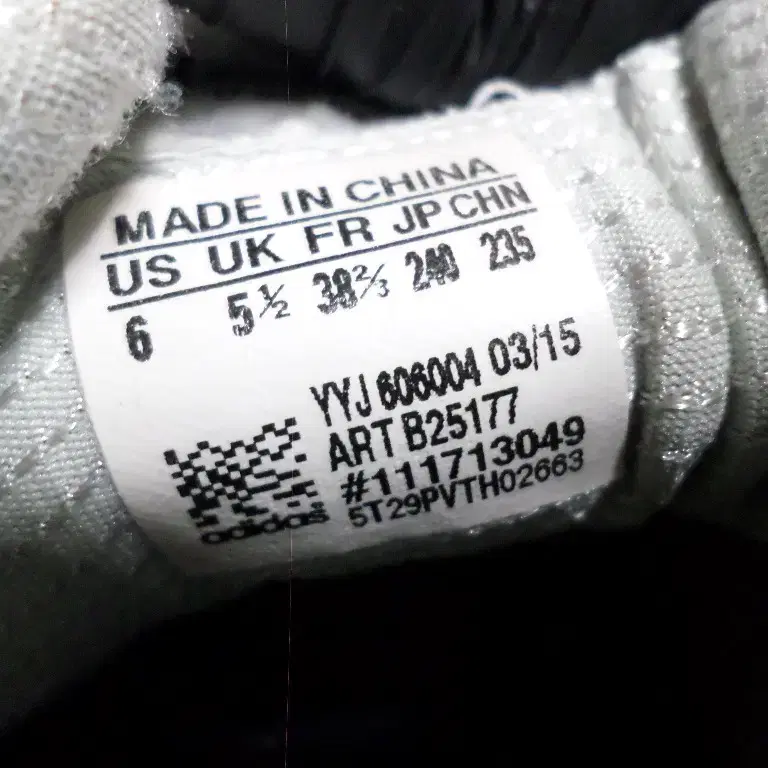 MADE IN CHINA
US UK FR JP CHN
6 5½ 38⅔ 240 235
YYJ 606004 03/15
ART B25177
#111713049
5T29PVTH02663
adidas